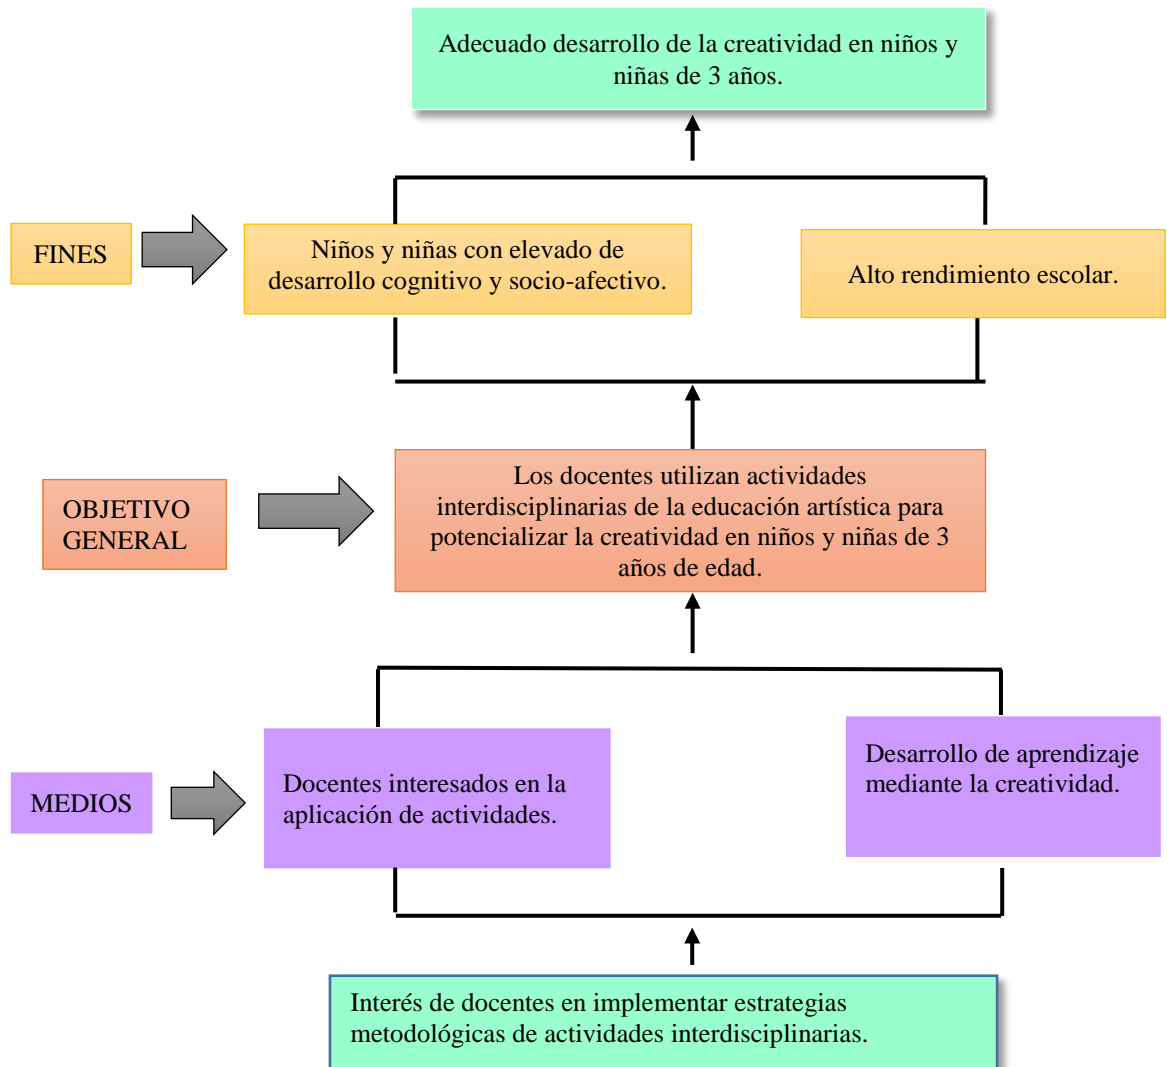 Adecuado desarrollo de la creatividad en niños y
niñas de 3 años.
FINES
Niños y niñas con elevado de
desarrollo cognitivo y socio-afectivo.
Alto rendimiento escolar.
OBJETIVO
GENERAL
Los docentes utilizan actividades
interdisciplinarias de la educación artística para
potencializar la creatividad en niños y niñas de 3
años de edad.
MEDIOS
Docentes interesados en la
aplicación de actividades.
Desarrollo de aprendizaje
mediante la creatividad.
Interés de docentes en implementar estrategias
metodológicas de actividades interdisciplinarias.